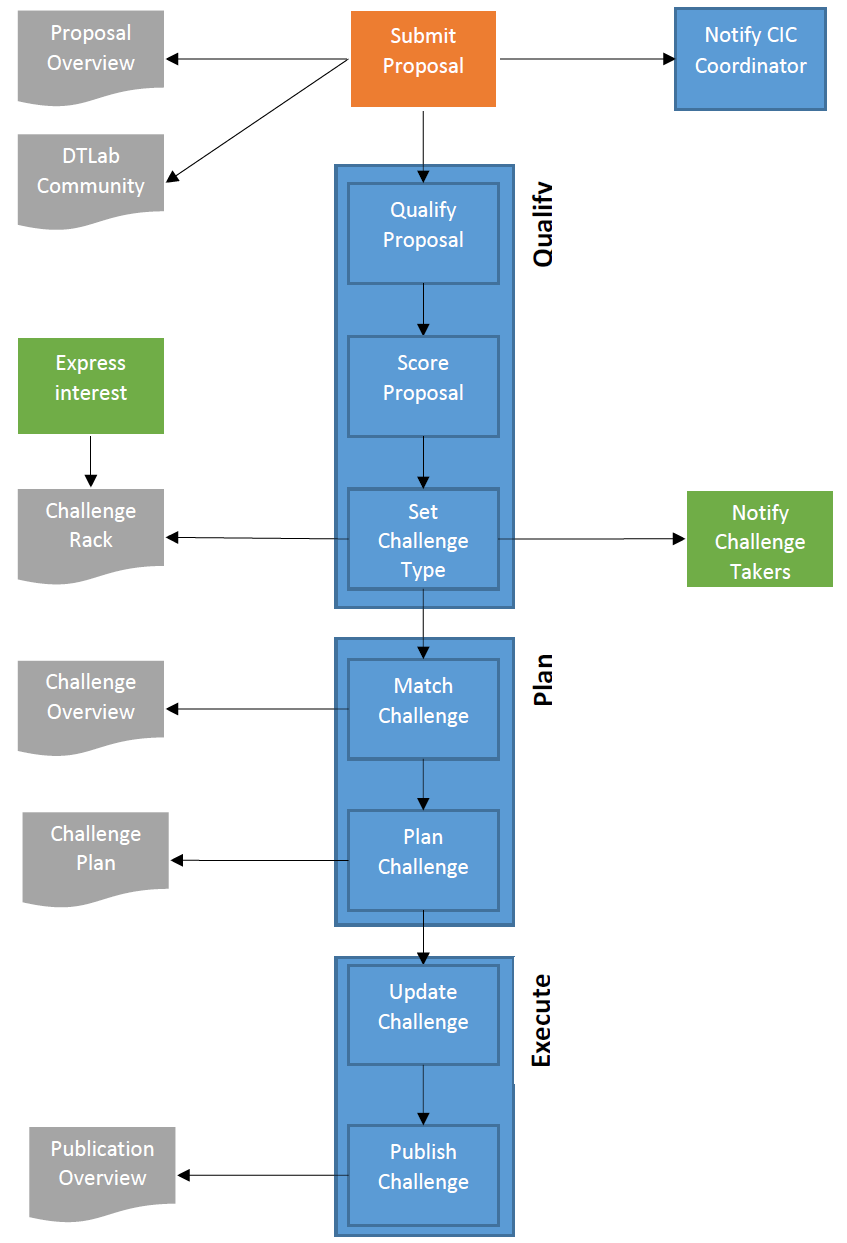 Proposal
Overview
Submit
Proposal
Notify CIC
Coordinator
DTLab
Community
Qualify
Qualify
Proposal
Express
interest
Score
Proposal
Challenge
Rack
Set
Challenge
Type
Notify
Challenge
Takers
Plan
Challenge
Overview
Match
Challenge
Challenge
Plan
Plan
Challenge
Execute
Update
Challenge
Publication
Overview
Publish
Challenge